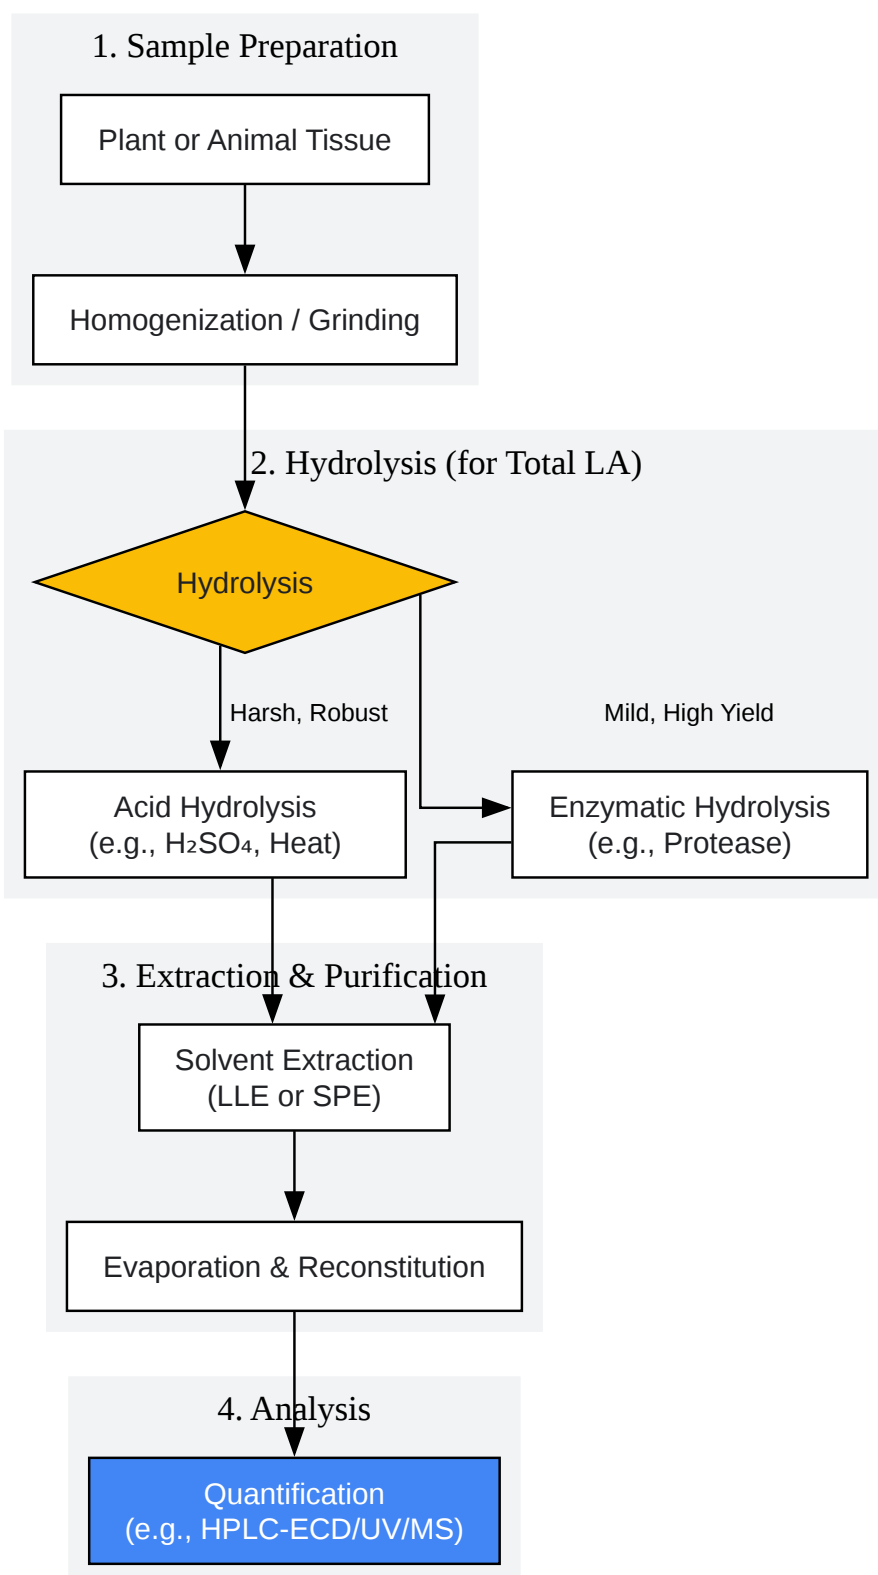 1. Sample Preparation
Plant or Animal Tissue
Homogenization / Grinding
2. Hydrolysis (for Total LA)
Hydrolysis
Harsh, Robust
Mild, High Yield
Acid Hydrolysis
(e.g., H₂SO₄, Heat)
Enzymatic Hydrolysis
(e.g., Protease)
3. Extraction & Purification
Solvent Extraction
(LLE or SPE)
Evaporation & Reconstitution
4. Analysis
Quantification
(e.g., HPLC-ECD/UV/MS)